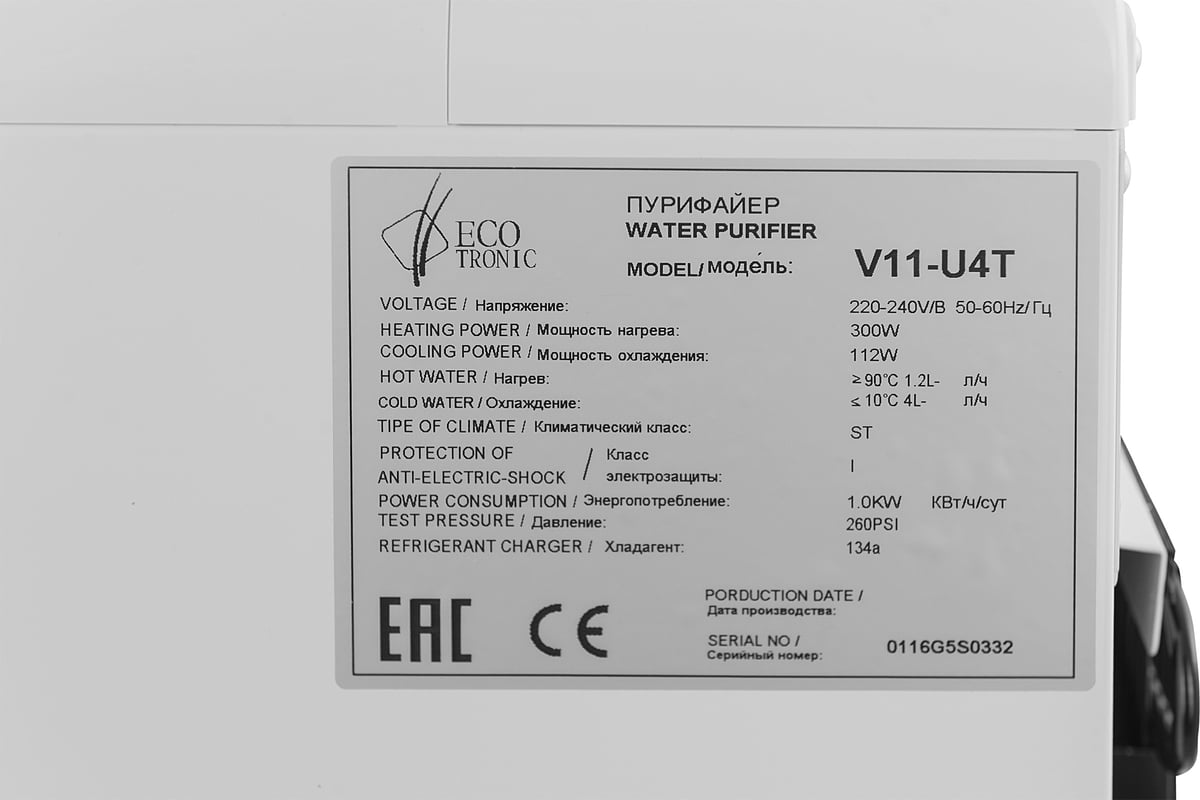 ECO
TRONIC
ПУРИФАЙЕР
WATER PURIFIER
MODEL/модéль: V11-U4T
VOLTAGE / Напряжение: 220-240V/В 50-60Hz/Гц
HEATING POWER / Мощность нагрева: 300W
COOLING POWER / Мощность охлаждения: 112W
HOT WATER / Нагрев: ≥90°C 1.2L- л/ч
COLD WATER / Охлаждение: ≤10°C 4L- л/ч
TIPE OF CLIMATE / Климатический класс: ST
PROTECTION OF ANTI-ELECTRIC-SHOCK / Класс электрозащиты: I
POWER CONSUMPTION / Энергопотребление: 1.0KW КВт/ч/сут
TEST PRESSURE / Давление: 260PSI
REFRIGERANT CHARGER / Хладагент: 134a
EAC CE
PORDUCTION DATE /
Дата производства:
SERIAL NO /
Серийный номер: 0116G5S0332